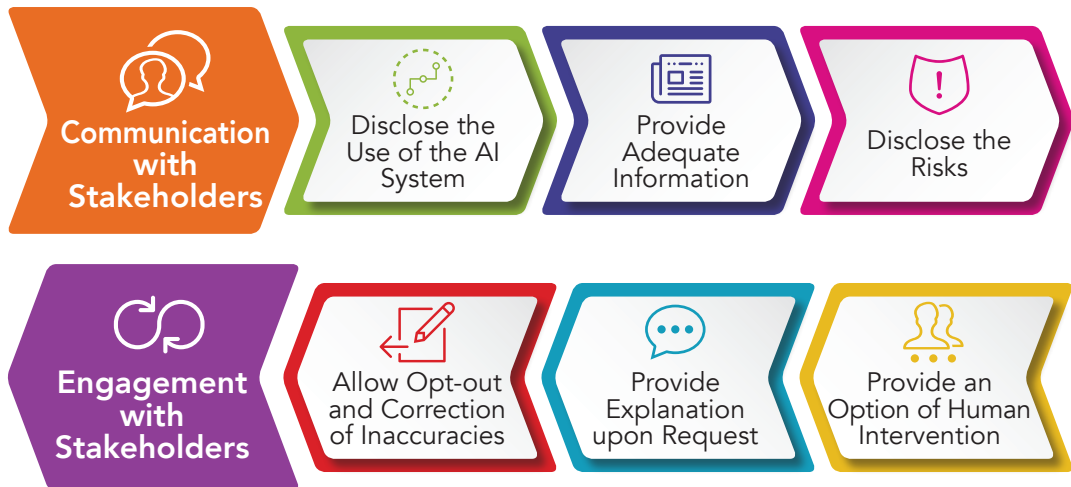 Communication
with
Stakeholders
Disclose the
Use of the AI
System
Provide
Adequate
Information
Disclose the
Risks
Engagement
with
Stakeholders
Allow Opt-out
and Correction
of Inaccuracies
Provide
Explanation
upon Request
Provide an
Option of Human
Intervention